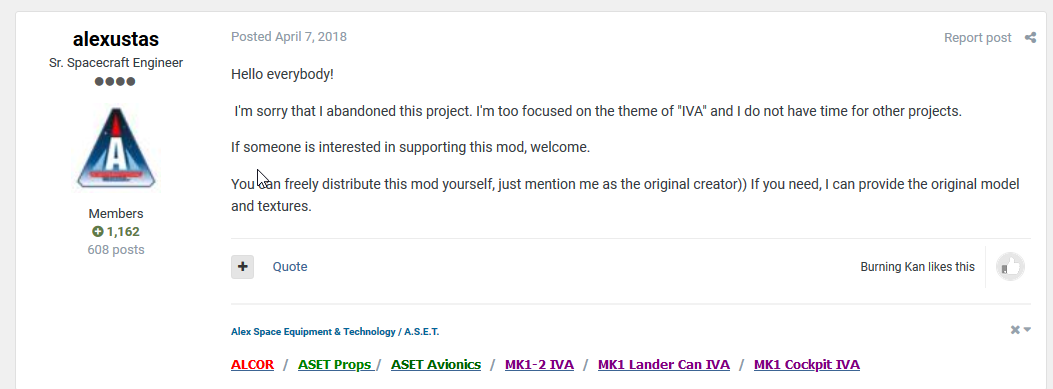 alexustas
Sr. Spacecraft Engineer
A
Members
1,162
608 posts
Posted April 7, 2018
Report post
Hello everybody!
I'm sorry that I abandoned this project. I'm too focused on the theme of "IVA" and I do not have time for other projects.
If someone is interested in supporting this mod, welcome.
You can freely distribute this mod yourself, just mention me as the original creator)) If you need, I can provide the original model
and textures.
+ Quote
Burning Kan likes this
Alex Space Equipment & Technology / A.S.E.T.
ALCOR / ASET Props / ASET Avionics / MK1-2 IVA / MK1 Lander Can IVA / MK1 Cockpit IVA